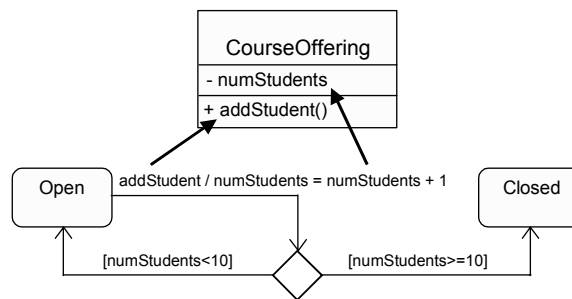 CourseOffering
- numStudents
+ addStudent()
Open
addStudent / numStudents = numStudents + 1
Closed
[numStudents<10]
[numStudents>=10]